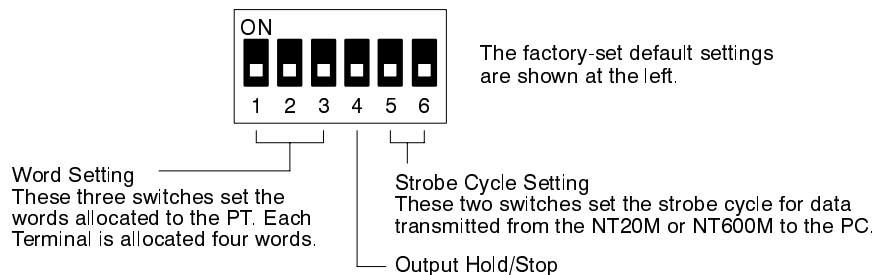 ON
1 2 3 4 5 6
The factory-set default settings
are shown at the left.
Word Setting
These three switches set the
words allocated to the PT. Each
Terminal is allocated four words.
Strobe Cycle Setting
These two switches set the strobe cycle for data
transmitted from the NT20M or NT600M to the PC.
Output Hold/Stop